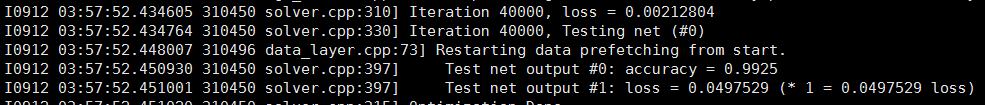 I0912 03:57:52.434605 310450 solver.cpp:310] Iteration 40000, loss = 0.00212804
I0912 03:57:52.434764 310450 solver.cpp:330] Iteration 40000, Testing net (#0)
I0912 03:57:52.448007 310496 data_layer.cpp:73] Restarting data prefetching from start.
I0912 03:57:52.450930 310450 solver.cpp:397]     Test net output #0: accuracy = 0.9925
I0912 03:57:52.451001 310450 solver.cpp:397]     Test net output #1: loss = 0.0497529 (* 1 = 0.0497529 loss)